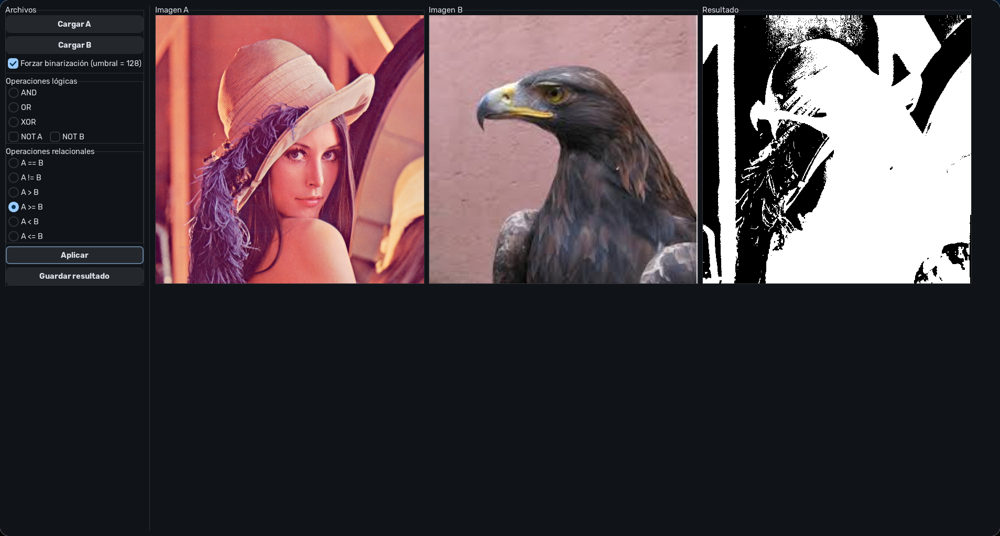 Archivos
Cargar A
Cargar B
Forzar binarización (umbral = 128)
Operaciones lógicas
AND
OR
XOR
NOT A NOT B
Operaciones relacionales
A == B
A != B
A > B
A >= B
A < B
A <= B
Aplicar
Guardar resultado
Imagen A
Imagen B
Resultado